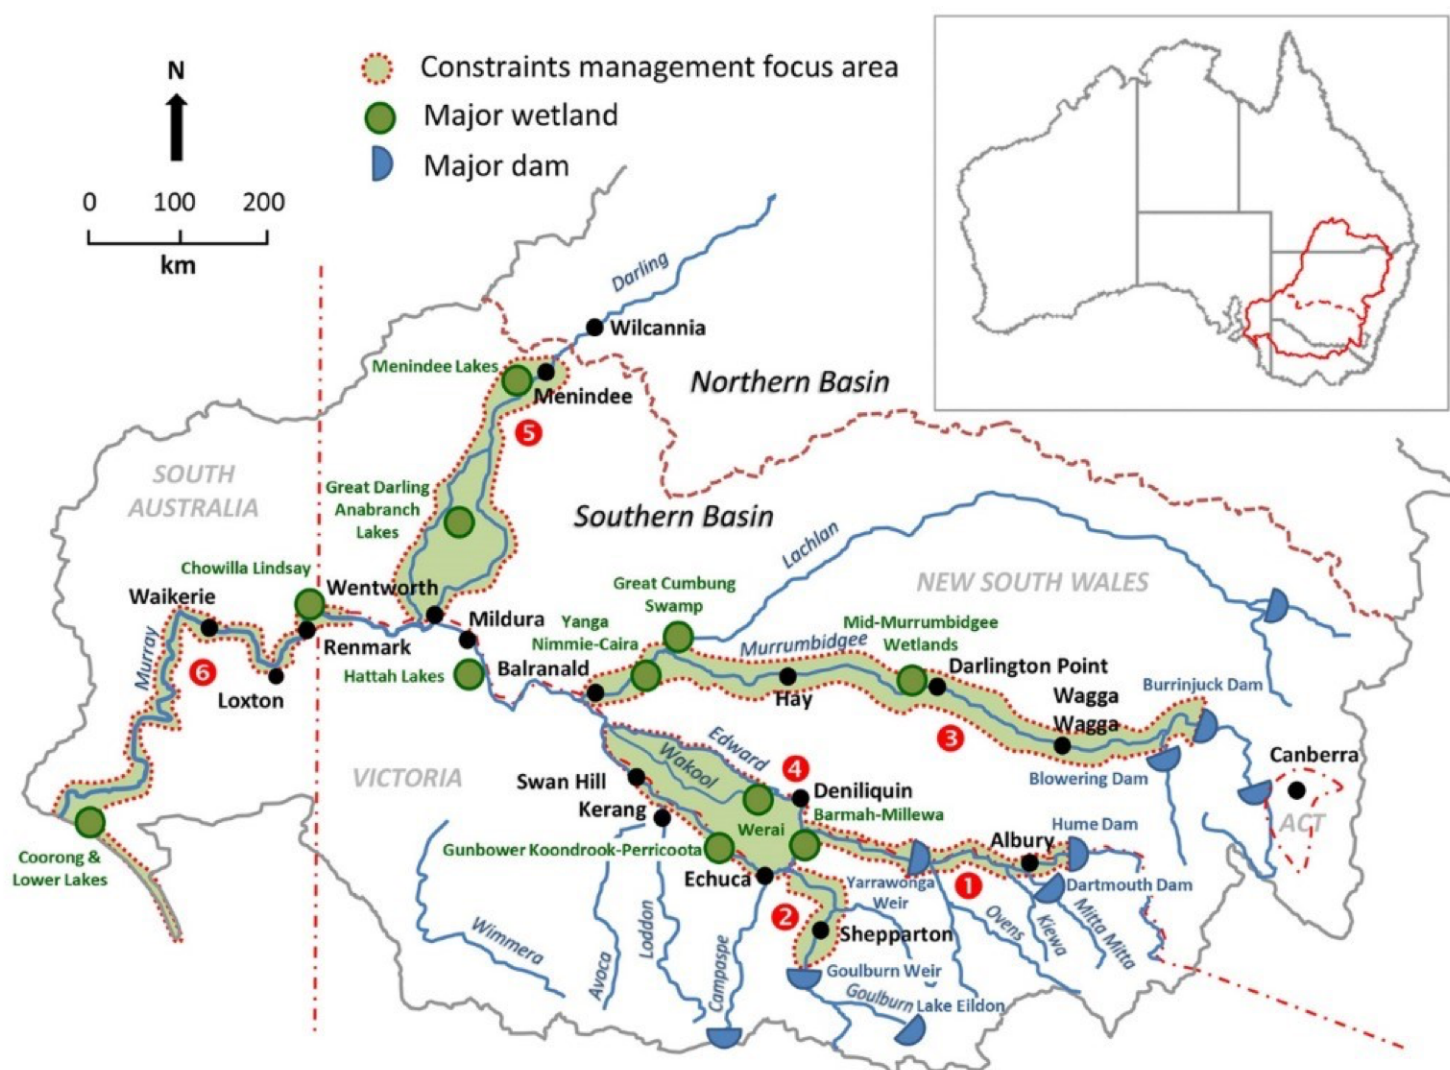 N
0 100 200
km
Constraints management focus area
Major wetland
Major dam
Darling
Wilcannia
Menindee Lakes
Menindee
Northern Basin
5
SOUTH
AUSTRALIA
Great Darling
Anabranch
Lakes
Southern Basin
Lachlan
Chowilla Lindsay
Wentworth
Waikerie
Great Cumbung
Swamp
NEW SOUTH WALES
Mildura
Yanga
Nimmie-Caira
Murrumbidgee
Mid-Murrumbidgee
Wetlands
Murray
6
Renmark
Loxton
Hattah Lakes
Balranald
Hay
Darlington Point
Wagga
Wagga
Burrinjuck Dam
3
VICTORIA
Edward
Wakool
Swan Hill
Kerang
4
Deniliquin
Blowering Dam
Canberra
ACT
Werai
Barmah-Millewa
Hume Dam
Albury
Gunbower Koondrook-Perricoota
Coorong &
Lower Lakes
Echuca
Yarrawonga
Weir
1
Dartmouth Dam
2
Shepparton
Wimmera
Avoca
Loddon
Campaspe
Ovens
Kiewa
Mitta Mitta
Goulburn Weir
Goulburn
Lake Eildon